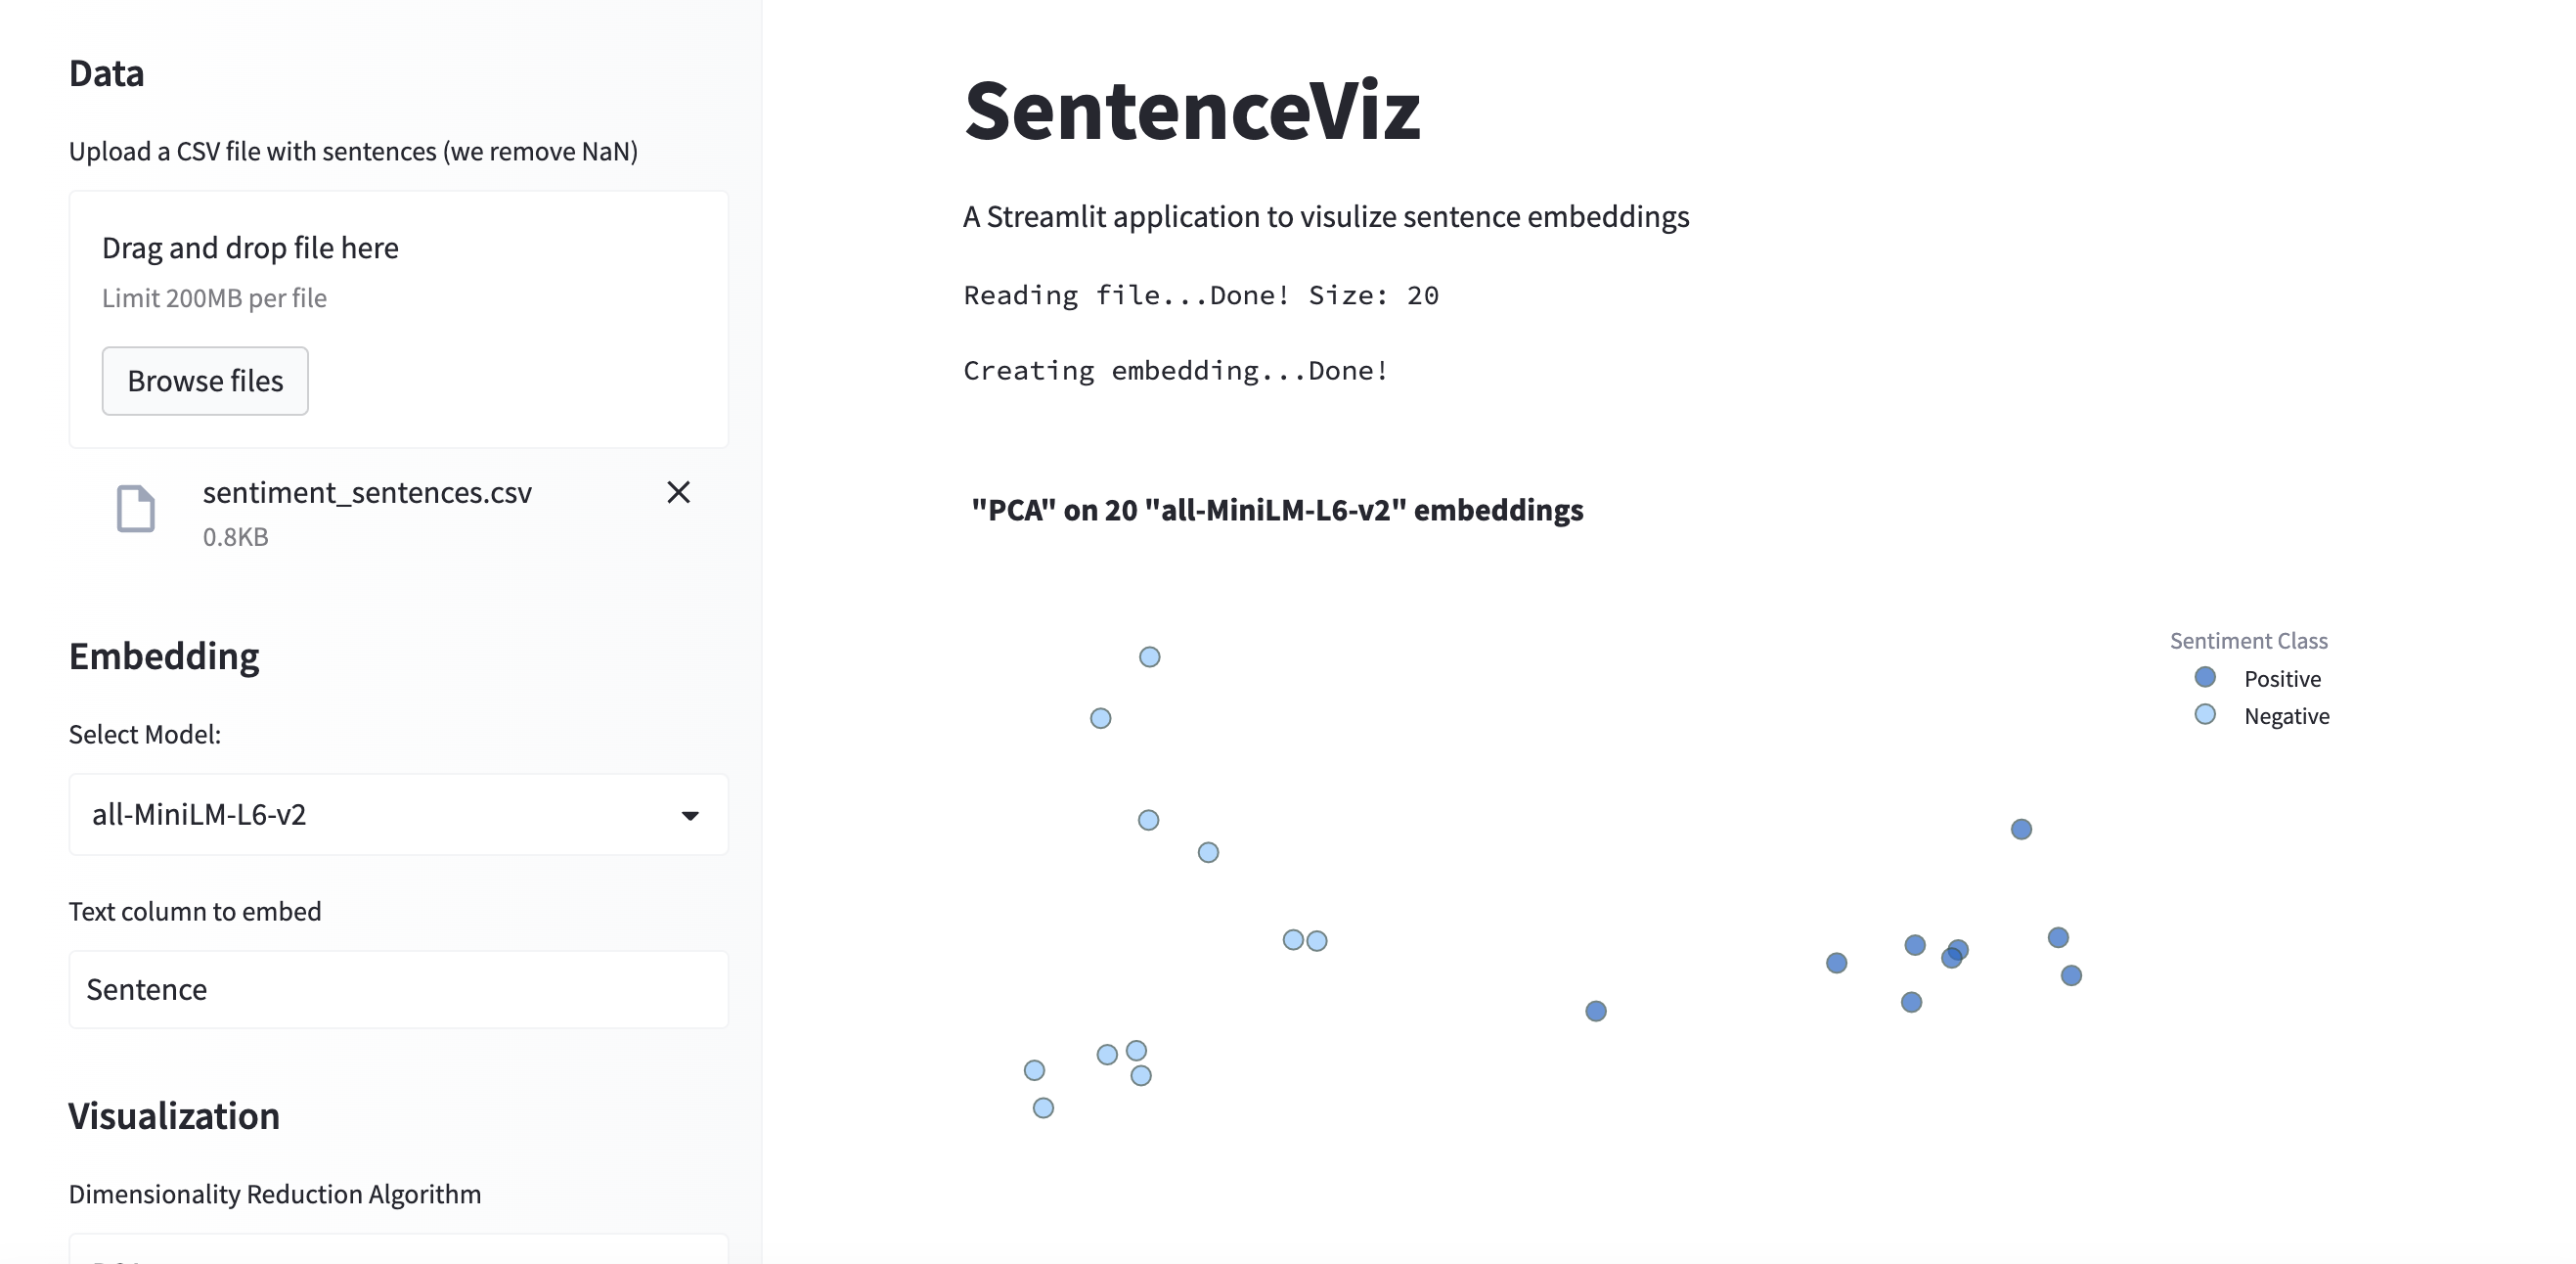 Data
Upload a CSV file with sentences (we remove NaN)
Drag and drop file here
Limit 200MB per file
Browse files
sentiment_sentences.csv
0.8KB
Embedding
Select Model:
all-MiniLM-L6-v2
Text column to embed
Sentence
Visualization
Dimensionality Reduction Algorithm
SentenceViz
A Streamlit application to visulize sentence embeddings
Reading file...Done! Size: 20
Creating embedding...Done!
"PCA" on 20 "all-MiniLM-L6-v2" embeddings
Sentiment Class
Positive
Negative